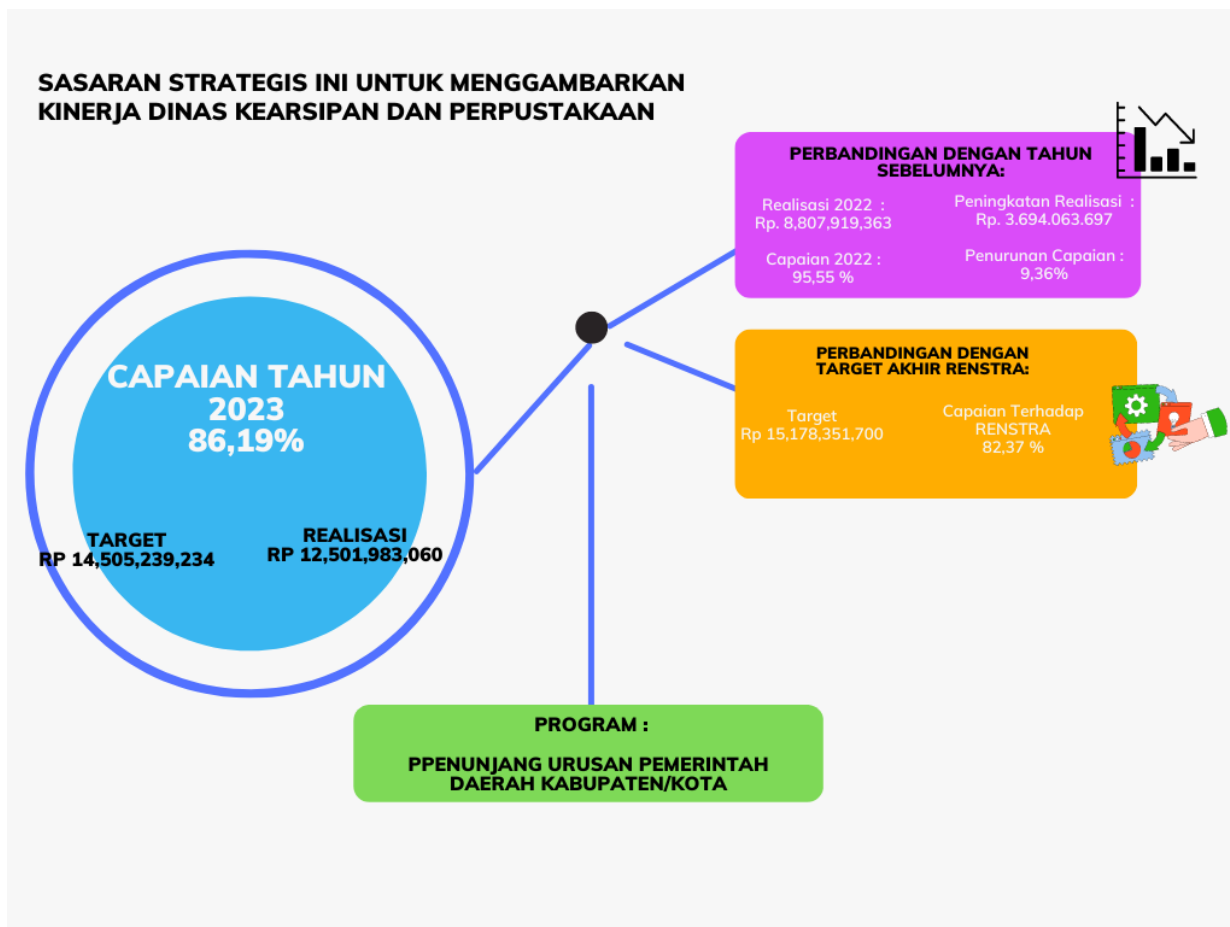 SASARAN STRATEGIS INI UNTUK MENGGAMBARKAN
KINERJA DINAS KEARSIPAN DAN PERPUSTAKAAN
PERBANDINGAN DENGAN TAHUN
SEBELUMNYA:
Realisasi 2022 :
Rp. 8,807,919,363
Peningkatan Realisasi :
Rp. 3.694.063.697
Capaian 2022 :
95,55 %
Penurunan Capaian :
9,36%
CAPAIAN TAHUN
2023
86,19%
TARGET
RP 14,505,239,234
REALISASI
RP 12,501,983,060
PERBANDINGAN DENGAN
TARGET AKHIR RENSTRA:
Target
Rp 15,178,351,700
Capaian Terhadap
RENSTRA
82,37 %
PROGRAM :
PPENUNJANG URUSAN PEMERINTAH
DAERAH KABUPATEN/KOTA